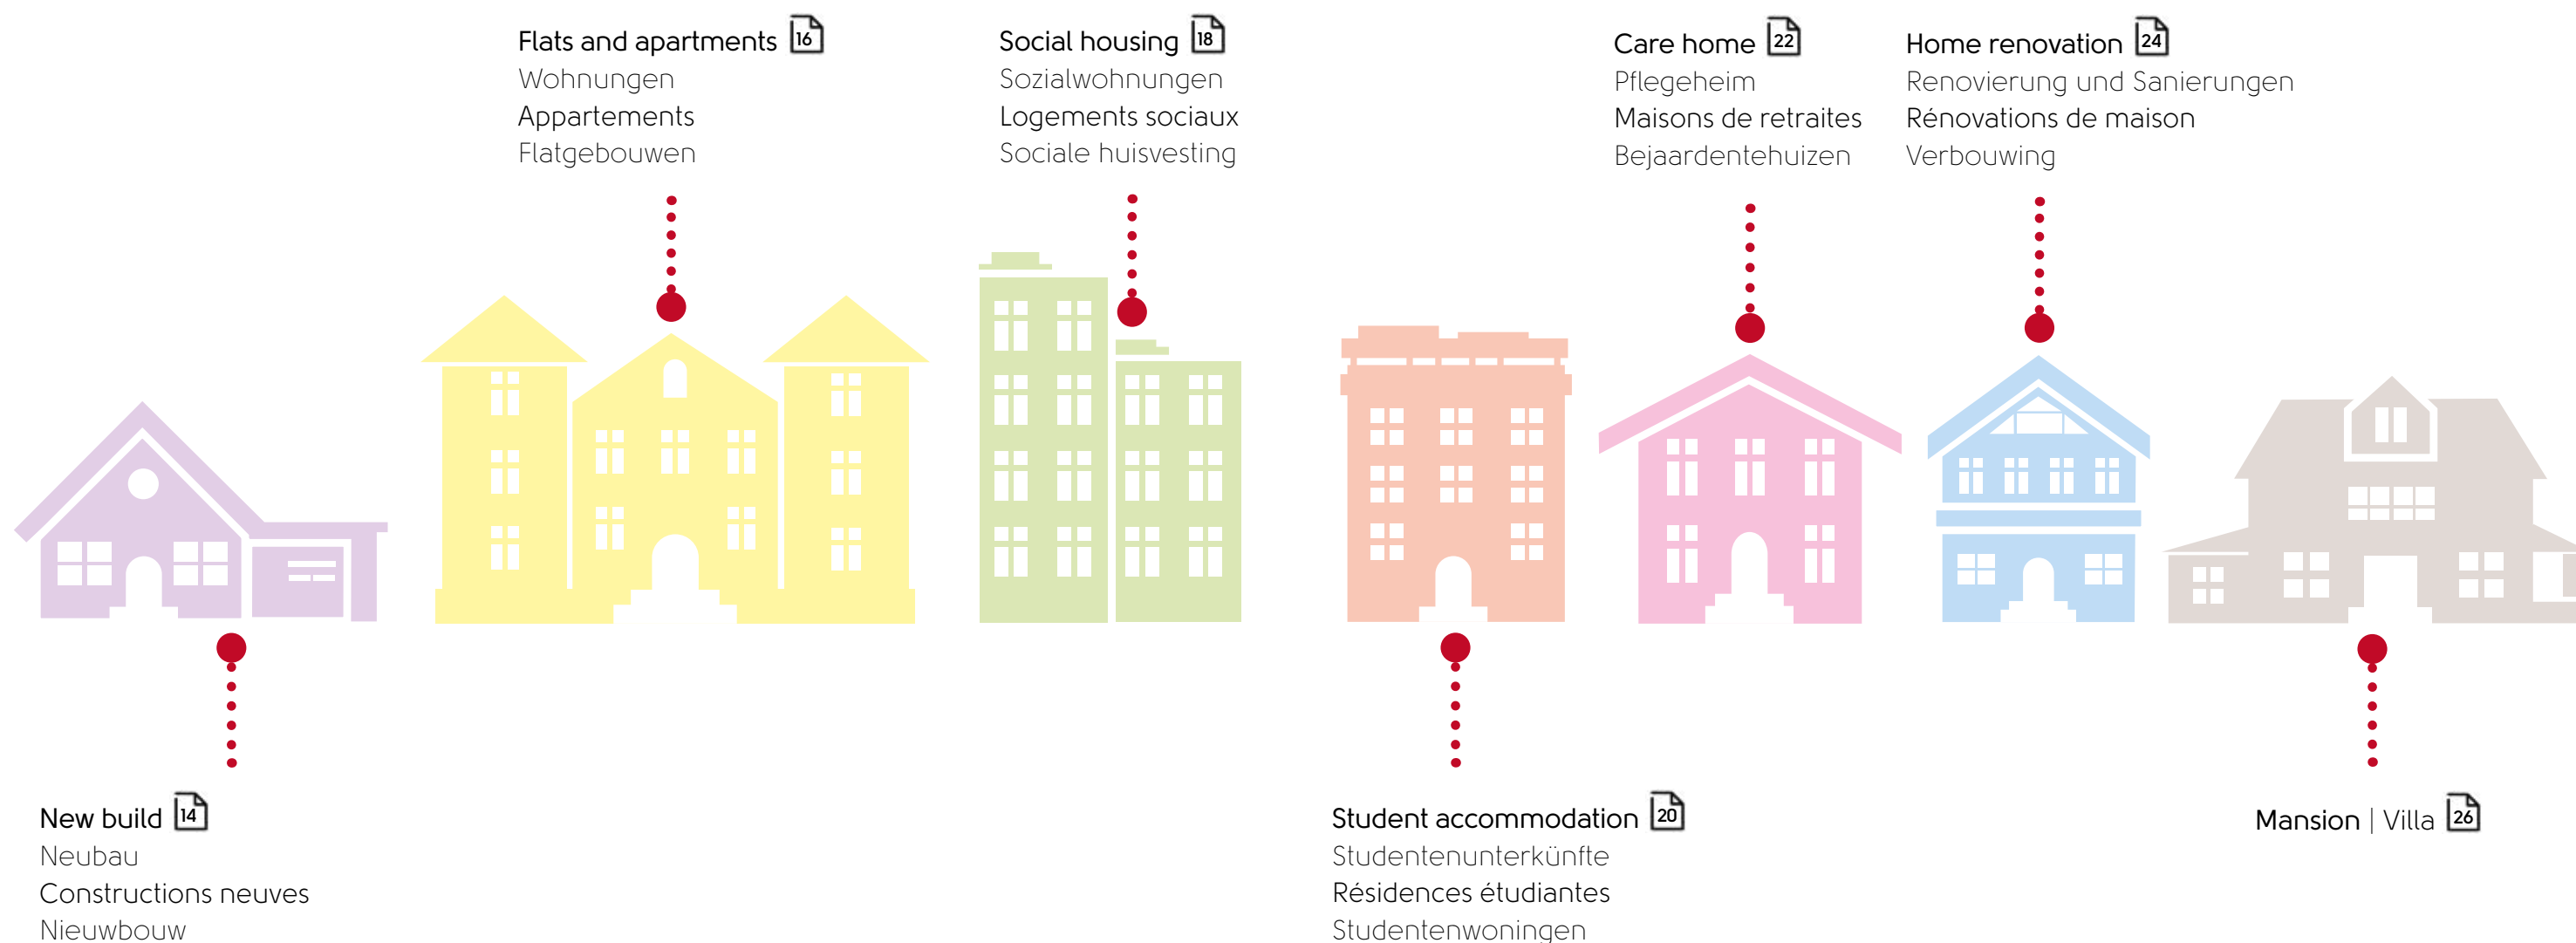 Flats and apartments 16
Wohnungen
Appartements
Flatgebouwen
Social housing 18
Sozialwohnungen
Logements sociaux
Sociale huisvesting
Care home 22
Pflegeheim
Maisons de retraites
Bejaardentehuizen
Home renovation 24
Renovierung und Sanierungen
Rénovations de maison
Verbouwing
New build 14
Neubau
Constructions neuves
Nieuwbouw
Student accommodation 20
Studentenunterkünfte
Résidences étudiantes
Studentenwoningen
Mansion | Villa 26